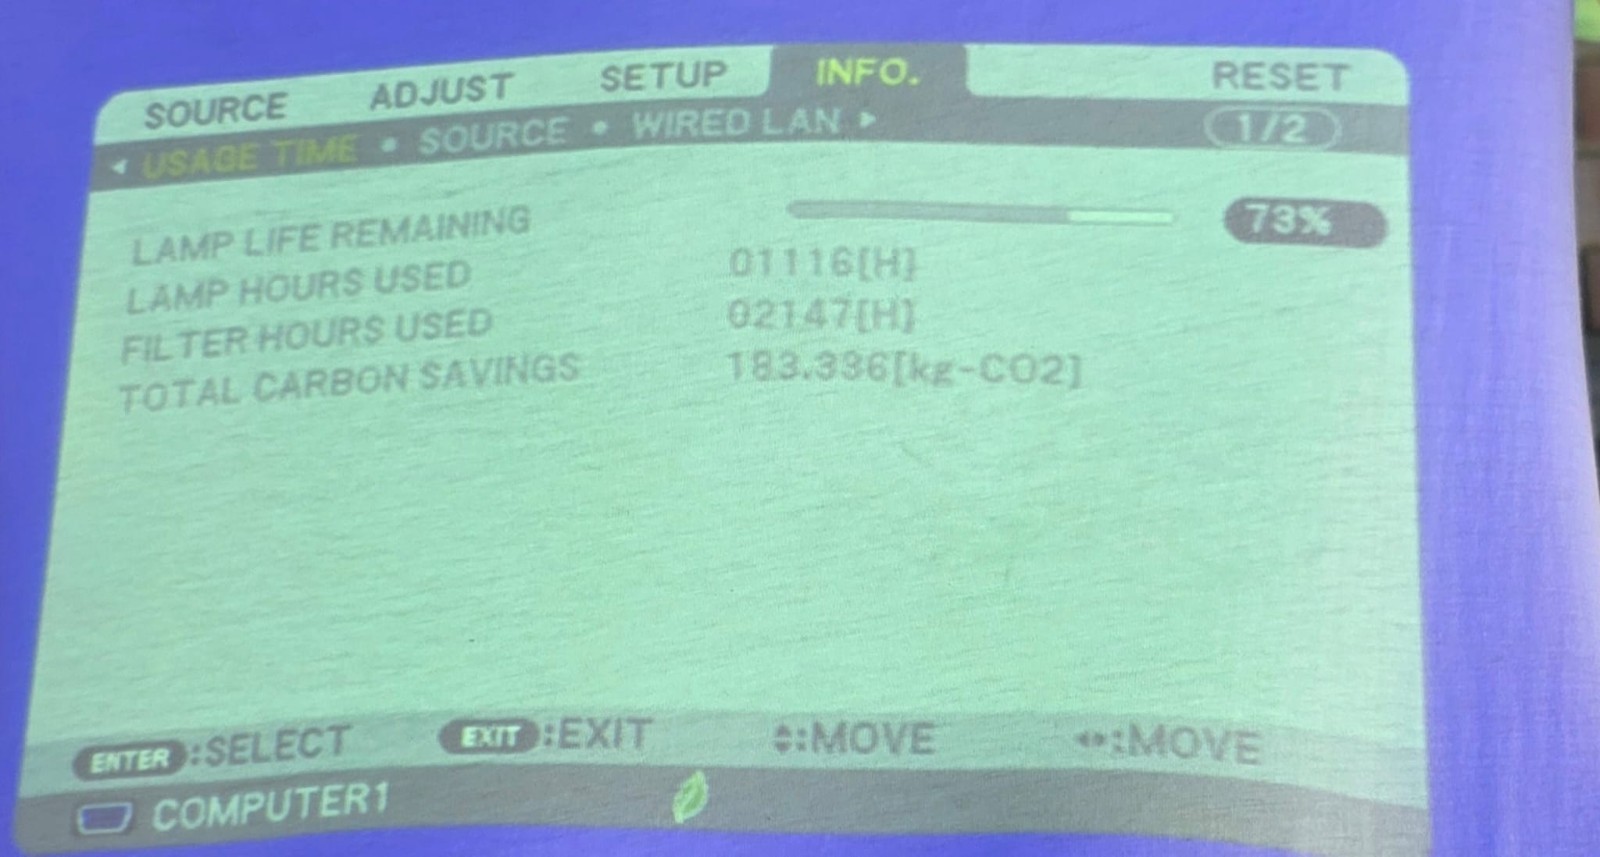 SOURCE ADJUST SETUP INFO. RESET
USAGE TIME • SOURCE • WIRED LAN 1/2
LAMP LIFE REMAINING 73%
LAMP HOURS USED 01116[H]
FILTER HOURS USED 02147[H]
TOTAL CARBON SAVINGS 183.336[kg-CO2]
ENTER :SELECT EXIT :EXIT :MOVE :MOVE
COMPUTER1